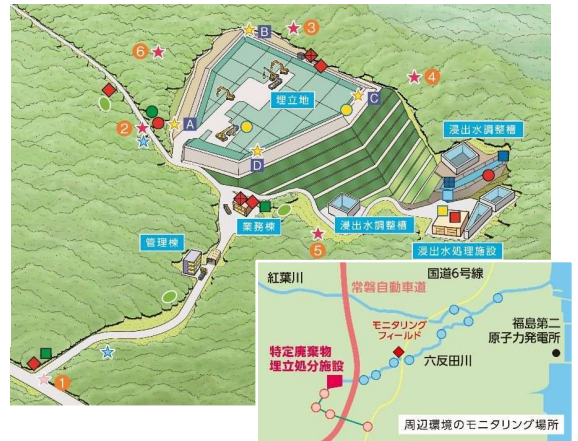 B
3
6
4
埋立地
C
A
2
浸出水調整槽
D
業務棟
浸出水調整槽
5
浸出水処理施設
管理棟
1
国道6号線
紅葉川
常磐自動車道
モニタリング
フィールド
福島第二
原子力発電所
特定廃棄物
埋立処分施設
六反田川
周辺環境のモニタリング場所